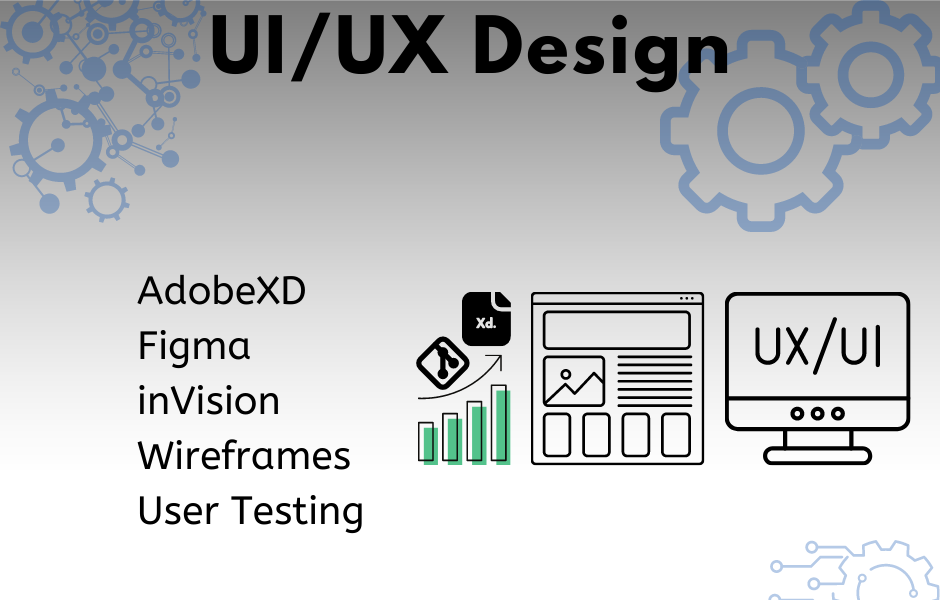 UI/UX Design
AdobeXD
Figma
inVision
Wireframes
User Testing
Xd.
UX/UI